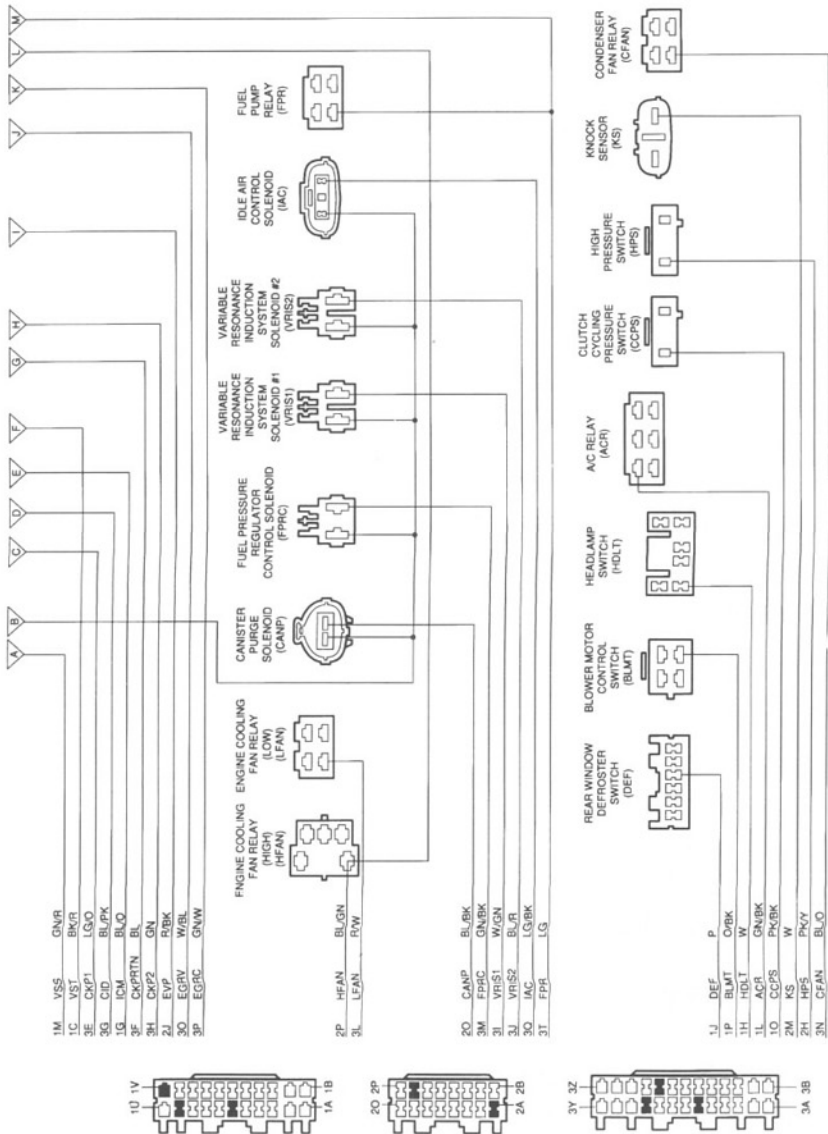 A
B
C
D
E
F
G
H
I
J
K
L
M
1M VSS GN/R
1C VST BK/R
3E CKP1 LG/O
3G CID BL/PK
1G ICM BL/O
3F CKPRTN BL
3H CKP2 GN
2J EVP R/BK
3O EGRV W/BL
3P EGRC GN/W
1U 1V
1A 1B
FNGINE COOLING
FAN RELAY
(HIGH)
(HFAN)
ENGINE COOLING
FAN RELAY
(LOW)
(LFAN)
CANISTER
PURGE
SOLENOID
(CANP)
FUEL PRESSURE
REGULATOR
CONTROL SOLENOID
(FPRC)
VARIABLE
RESONANCE
INDUCTION
SYSTEM
SOLENOID #1
(VRIS1)
VARIABLE
RESONANCE
INDUCTION
SYSTEM
SOLENOID #2
(VRIS2)
IDLE AIR
CONTROL
SOLENOID
(IAC)
FUEL
PUMP
RELAY
(FPR)
2P HFAN BL/GN
3L LFAN R/W
2O CANP BL/BK
3M FPRC GN/BK
3I VRIS1 W/GN
3J VRIS2 BL/R
3Q IAC LG/BK
3T FPR LG
2O 2P
2A 2B
REAR WINDOW
DEFROSTER
SWITCH
(DEF)
BLOWER MOTOR
CONTROL
SWITCH
(BLMT)
HEADLAMP
SWITCH
(HDLT)
A/C RELAY
(ACR)
CLUTCH
CYCLING
PRESSURE
SWITCH
(CCPS)
HIGH
PRESSURE
SWITCH
(HPS)
KNOCK
SENSOR
(KS)
CONDENSER
FAN RELAY
(CFAN)
1J DEF P
1P BLMT O/BK
1H HDLT W
1L ACR GN/BK
1O CCPS PK/BK
2M KS W
2H HPS PK/Y
3N CFAN BL/O
3Y 3Z
3A 3B